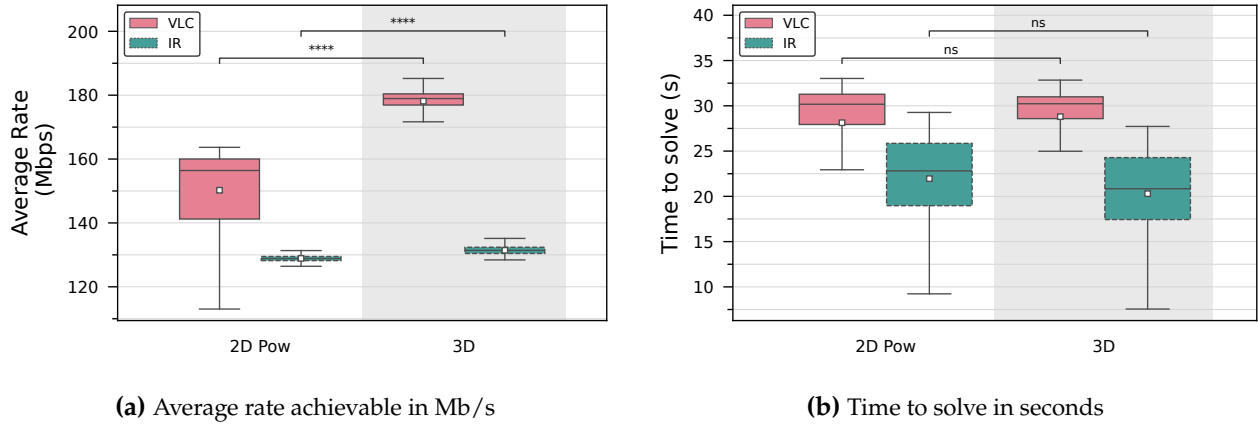 200
180
160
140
120
Average Rate
(Mbps)
VLC
IR
****
****
2D Pow
3D
(a) Average rate achievable in Mb/s
40
35
30
25
20
15
10
Time to solve (s)
VLC
IR
ns
ns
2D Pow
3D
(b) Time to solve in seconds